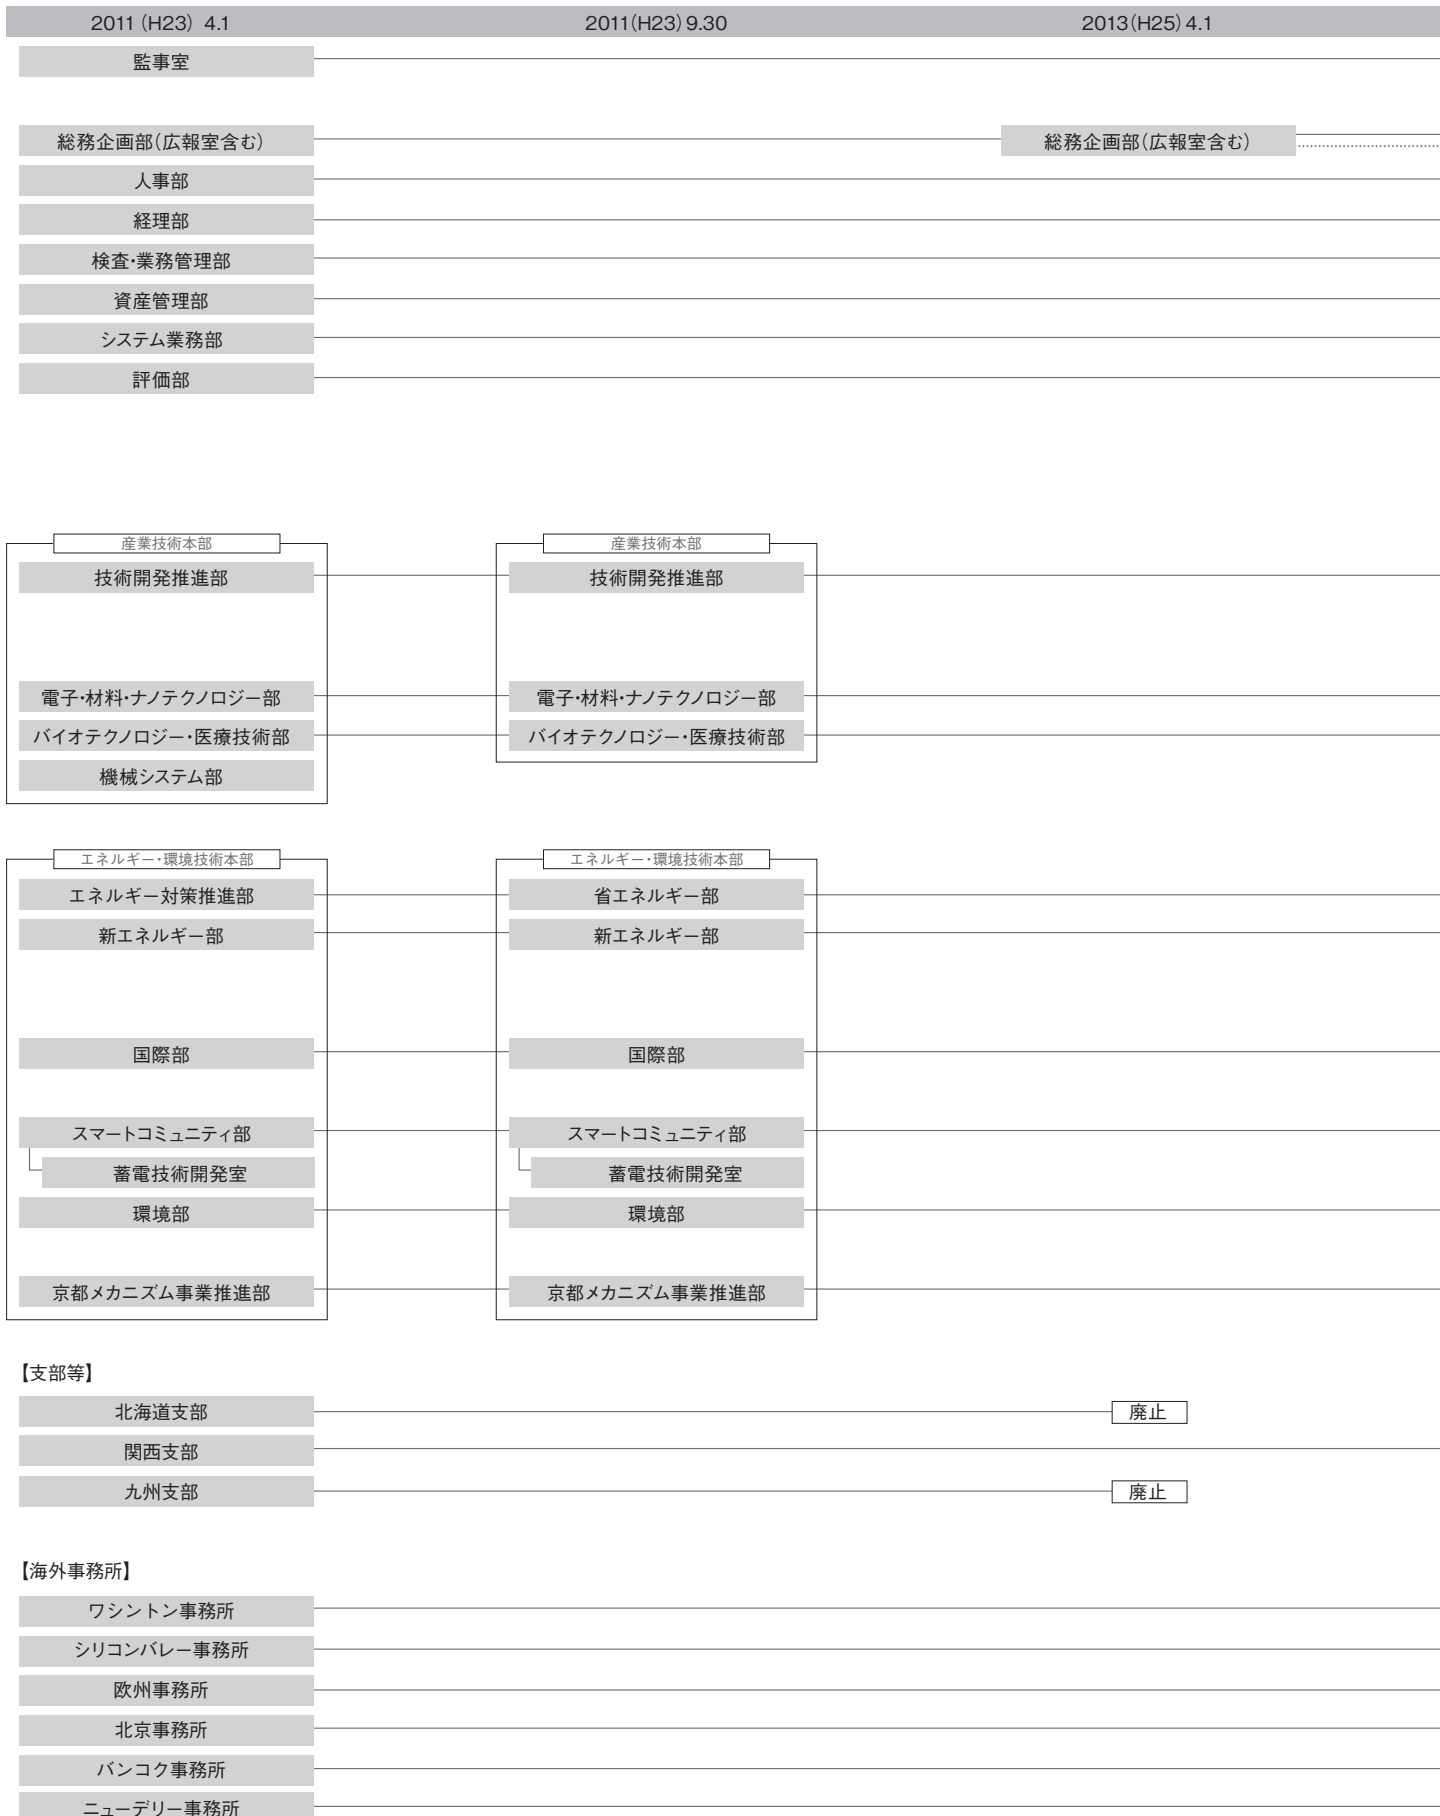 2011（H23）4.1　2011（H23）9.30　2013（H25）4.1
監事室
総務企画部（広報室含む）　総務企画部（広報室含む）
人事部
経理部
検査・業務管理部
資産管理部
システム業務部
評価部
産業技術本部　産業技術本部
技術開発推進部　技術開発推進部
電子・材料・ナノテクノロジー部　電子・材料・ナノテクノロジー部
バイオテクノロジー・医療技術部　バイオテクノロジー・医療技術部
機械システム部
エネルギー・環境技術本部　エネルギー・環境技術本部
エネルギー対策推進部　省エネルギー部
新エネルギー部　新エネルギー部
国際部　国際部
スマートコミュニティ部　スマートコミュニティ部
蓄電技術開発室　蓄電技術開発室
環境部　環境部
京都メカニズム事業推進部　京都メカニズム事業推進部
【支部等】
北海道支部　廃止
関西支部
九州支部　廃止
【海外事務所】
ワシントン事務所
シリコンバレー事務所
欧州事務所
北京事務所
バンコク事務所
ニューデリー事務所